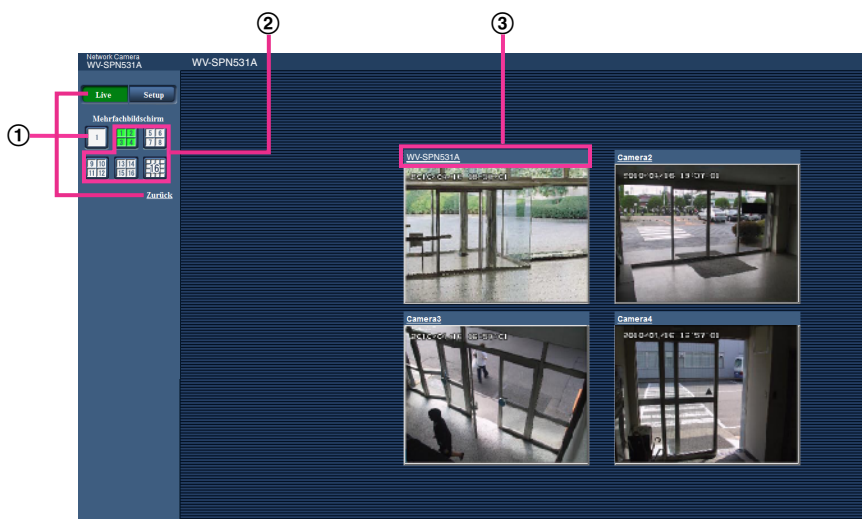 ② ③
Network Camera
WV-SPN531A
WV-SPN531A
Live Setup
Mehrfachbildschirm
①
1
1 2
3 4
5 6
7 8
9 10
11 12
13 14
15 16
16
Zurück
WV-SPN531A
Camera2
Camera3
Camera4